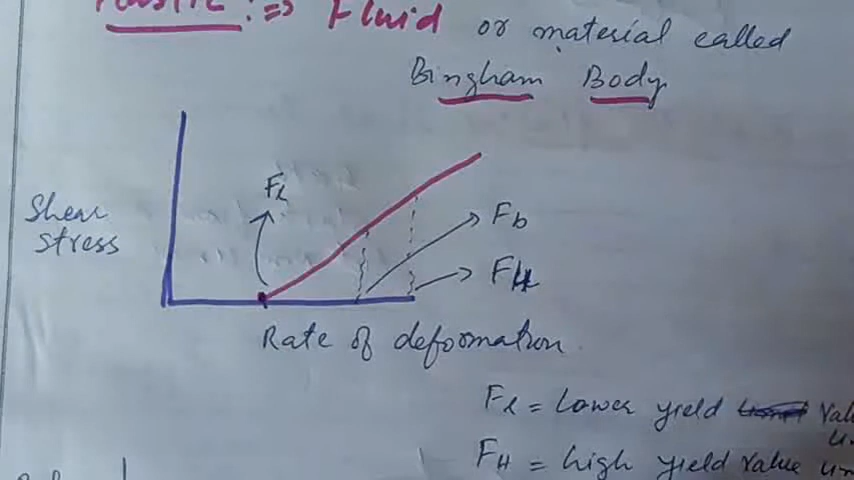 :=> Fluid or material called
Bingham Body
Fl
Shear
stress
Fb
FH
Rate of deformation
Fl = Lower yield
FH = high yield value